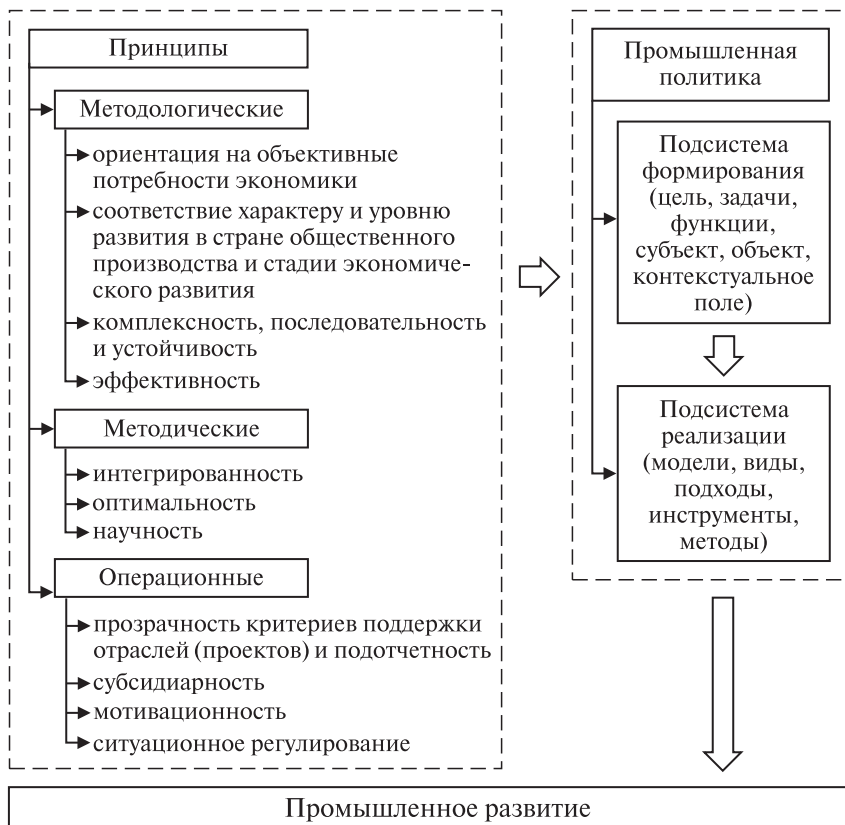 Принципы
Методологические
ориентация на объективные
потребности экономики
соответствие характеру и уровню
развития в стране общественного
производства и стадии экономиче-
ского развития
комплексность, последовательность
и устойчивость
эффективность
Методические
интегрированность
оптимальность
научность
Операционные
прозрачность критериев поддержки
отраслей (проектов) и подотчетность
субсидиарность
мотивационность
ситуационное регулирование
Промышленная
политика
Подсистема
формирования
(цель, задачи,
функции,
субъект, объект,
контекстуальное
поле)
Подсистема
реализации
(модели, виды,
подходы,
инструменты,
методы)
Промышленное развитие